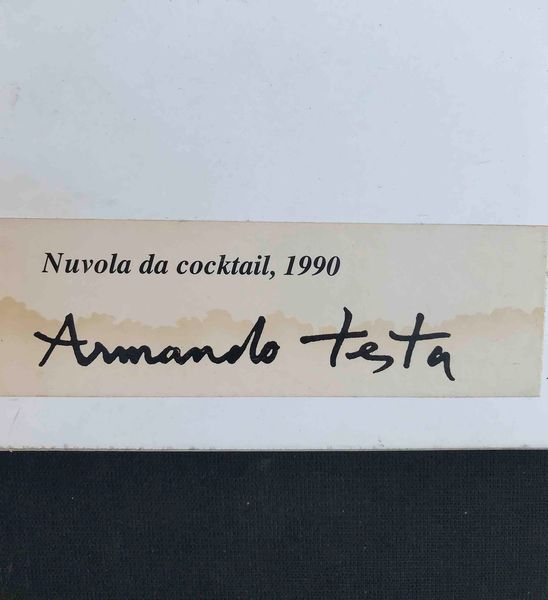 Nuvola da cocktail, 1990
Armando Testa